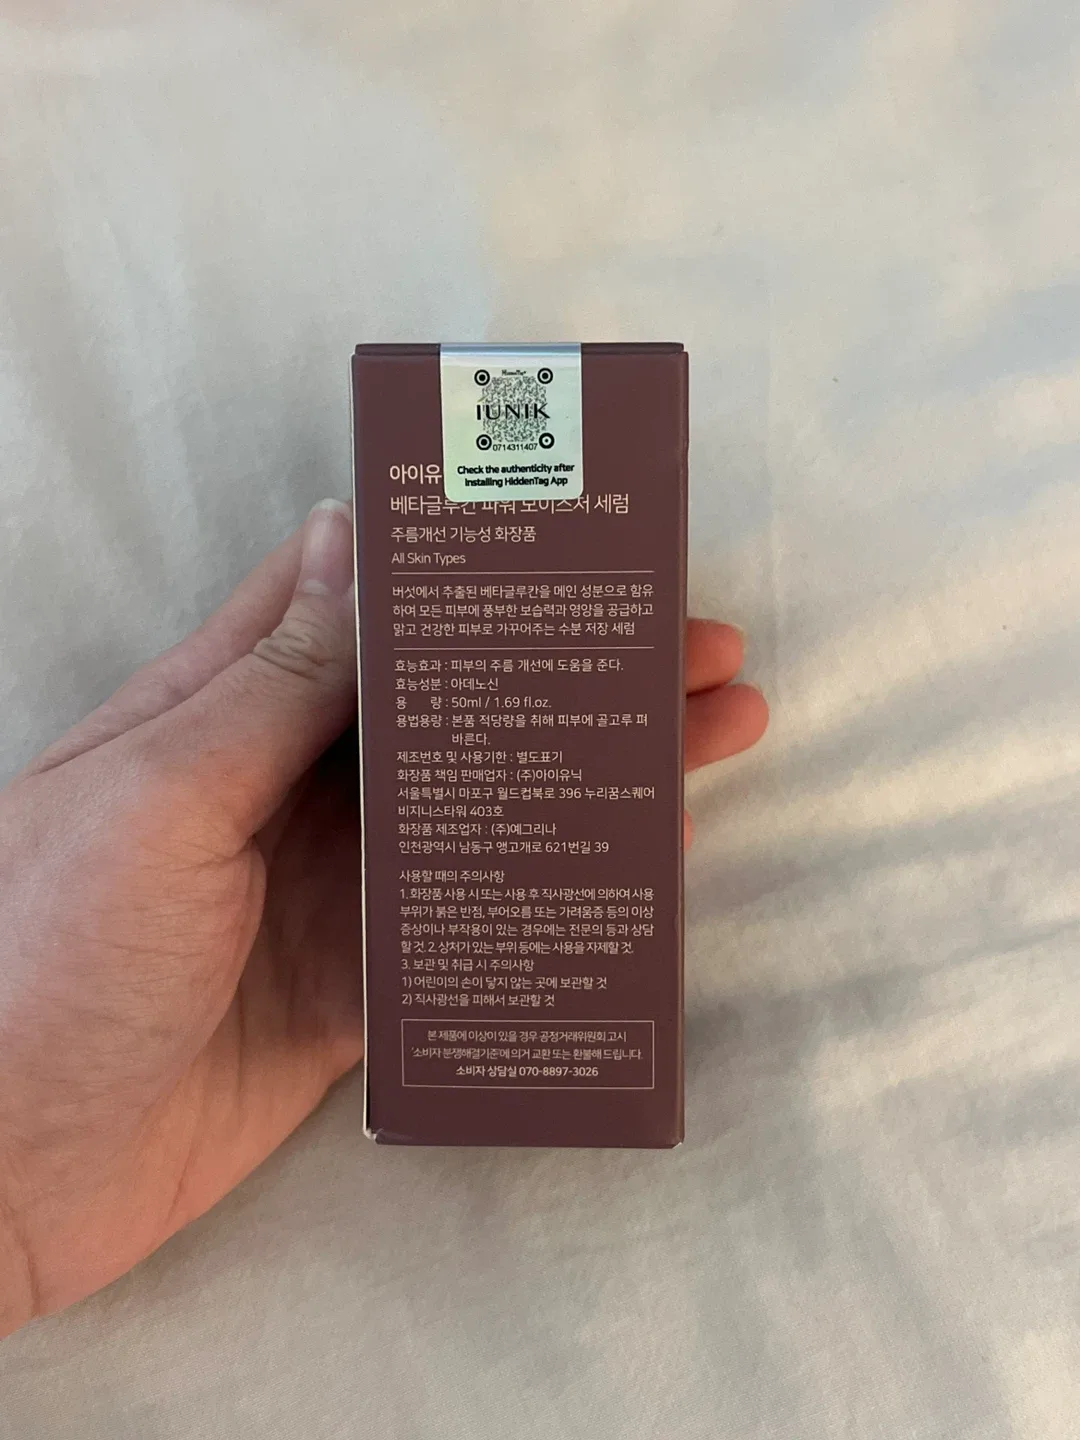 HiddenTag
IUNIK
0714311407
Check the authenticity after
Installing HiddenTag App
아이유
베타글루칸 파워 모이스처 세럼
주름개선 기능성 화장품
All Skin Types
버섯에서 추출된 베타글루칸을 메인 성분으로 함유
하여 모든 피부에 풍부한 보습력과 영양을 공급하고
맑고 건강한 피부로 가꾸어주는 수분 저장 세럼
효능효과 : 피부의 주름 개선에 도움을 준다.
효능성분 : 아데노신
용 량 : 50ml / 1.69 fl.oz.
용법용량 : 본품 적당량을 취해 피부에 골고루 펴
바른다.
제조번호 및 사용기한 : 별도표기
화장품 책임 판매업자 : (주)아이유닉
서울특별시 마포구 월드컵북로 396 누리꿈스퀘어
비지니스타워 403호
화장품 제조업자 : (주)예그리나
인천광역시 남동구 앵고개로 621번길 39
사용할 때의 주의사항
1. 화장품 사용 시 또는 사용 후 직사광선에 의하여 사용
부위가 붉은 반점, 부어오름 또는 가려움증 등의 이상
증상이나 부작용이 있는 경우에는 전문의 등과 상담
할 것. 2. 상처가 있는 부위 등에는 사용을 자제할 것.
3. 보관 및 취급 시 주의사항
1) 어린이의 손이 닿지 않는 곳에 보관할 것
2) 직사광선을 피해서 보관할 것
본 제품에 이상이 있을 경우 공정거래위원회 고시
'소비자 분쟁해결기준'에 의거 교환 또는 환불해 드립니다.
소비자 상담실 070-8897-3026